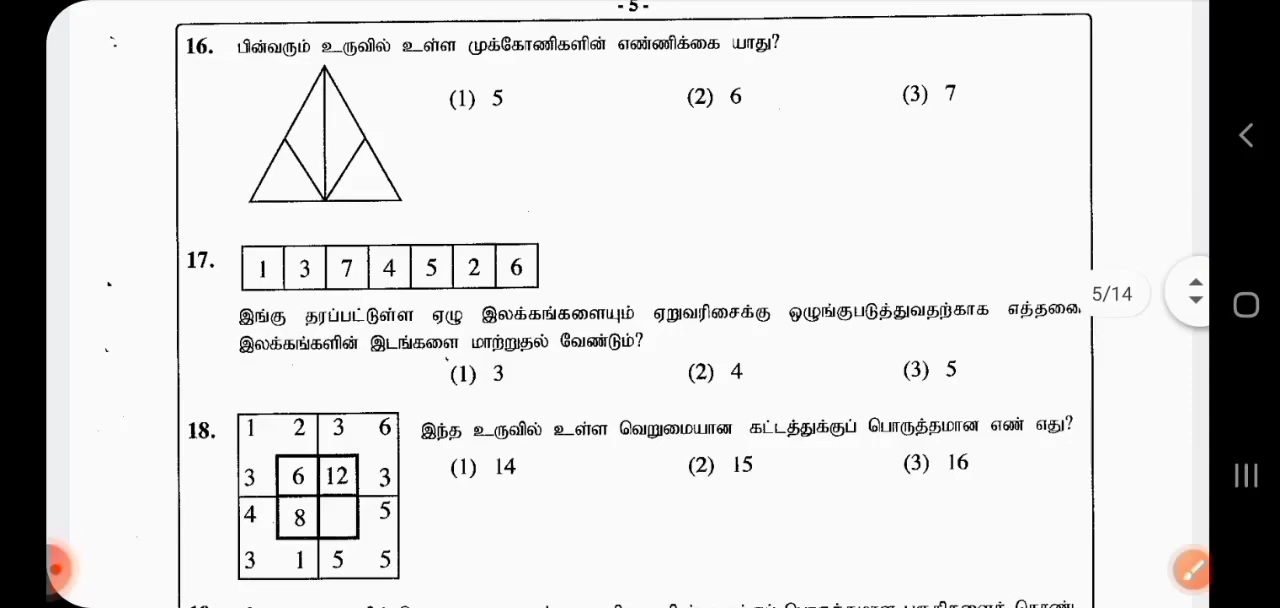 - 5 -
16. பின்வரும் உருவில் உள்ள முக்கோணிகளின் எண்ணிக்கை யாது?
(1) 5 (2) 6 (3) 7
17. 1 3 7 4 5 2 6
இங்கு தரப்பட்டுள்ள ஏழு இலக்கங்களையும் ஏறுவரிசைக்கு ஒழுங்குபடுத்துவதற்காக எத்தனை
இலக்கங்களின் இடங்களை மாற்றுதல் வேண்டும்?
(1) 3 (2) 4 (3) 5
5/14
18. இந்த உருவில் உள்ள வெறுமையான கட்டத்துக்குப் பொருத்தமான எண் எது?
(1) 14 (2) 15 (3) 16
1 2 3 6
3 6 12 3
4 8 5
3 1 5 5